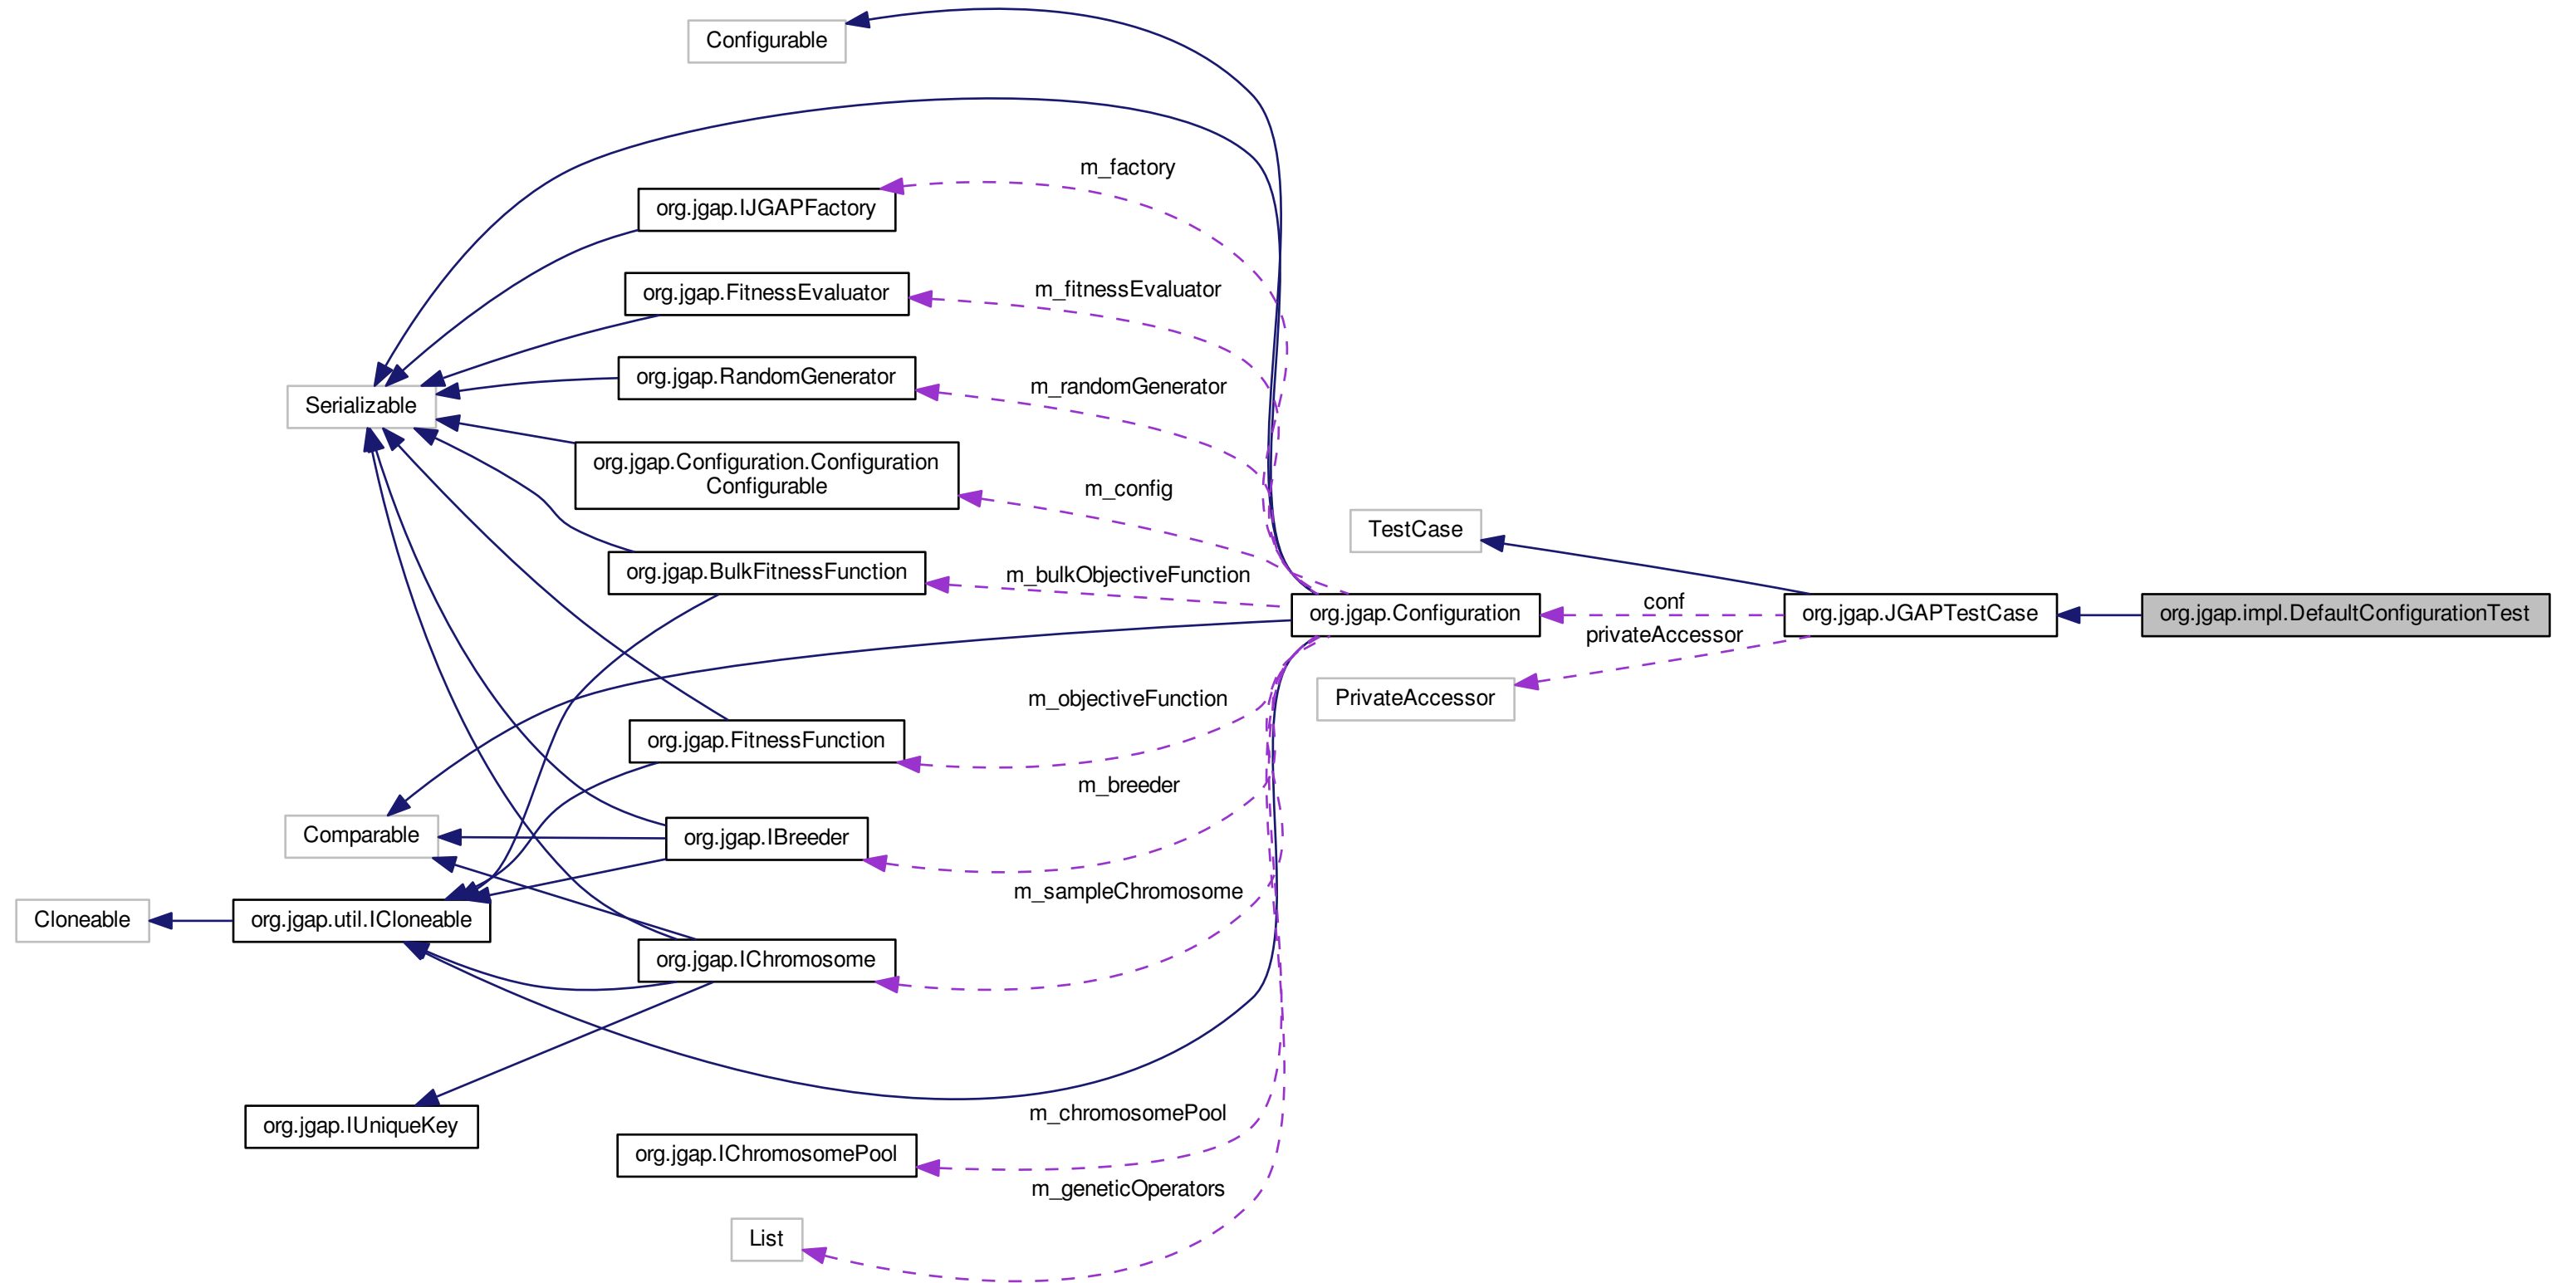 Configurable
m_factory
org.jgap.IJGAPFactory
m_fitnessEvaluator
org.jgap.FitnessEvaluator
m_randomGenerator
org.jgap.RandomGenerator
Serializable
org.jgap.Configuration.Configuration
Configurable
m_config
TestCase
org.jgap.BulkFitnessFunction
m_bulkObjectiveFunction
org.jgap.Configuration
conf
privateAccessor
org.jgap.JGAPTestCase
org.jgap.impl.DefaultConfigurationTest
PrivateAccessor
m_objectiveFunction
org.jgap.FitnessFunction
m_breeder
Comparable
org.jgap.IBreeder
m_sampleChromosome
Cloneable
org.jgap.util.ICloneable
org.jgap.IChromosome
m_chromosomePool
org.jgap.IUniqueKey
org.jgap.IChromosomePool
m_geneticOperators
List